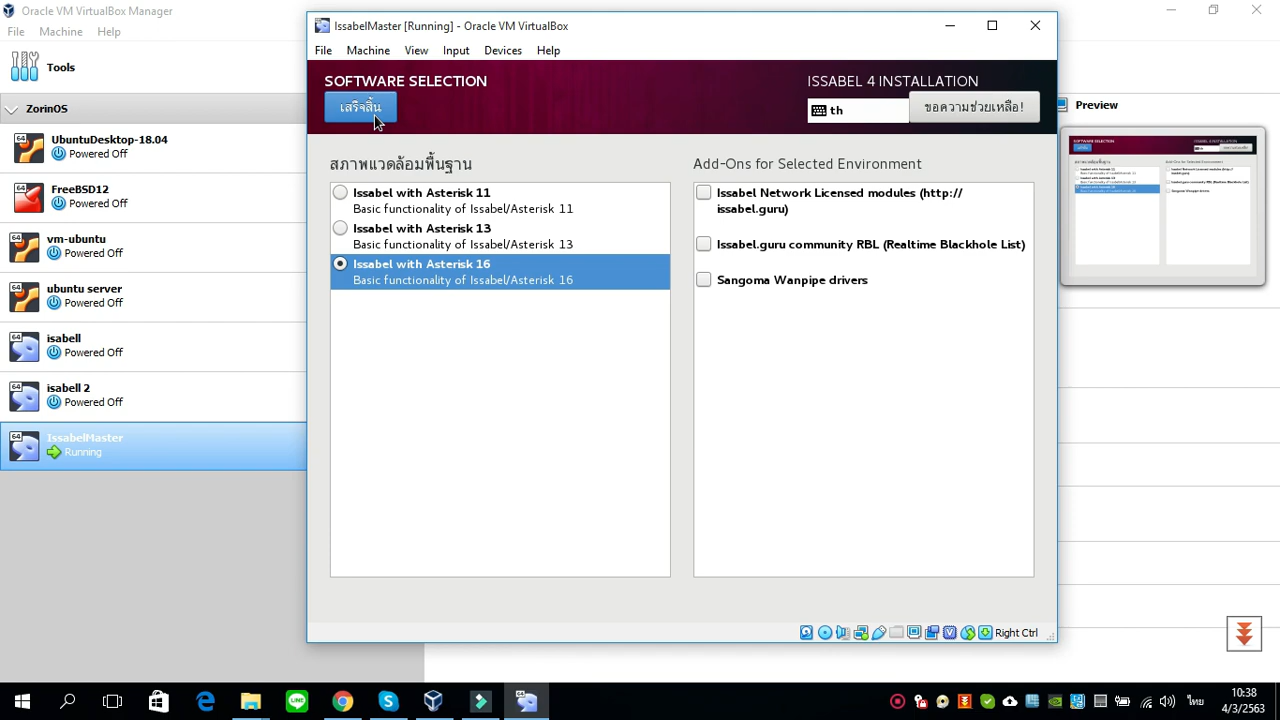 Oracle VM VirtualBox Manager
File Machine Help
Tools
ZorinOS
64
UbuntuDesktop-18.04
Powered Off
FreeBSD12
Powered Off
64
vm-ubuntu
Powered Off
64
ubuntu server
Powered Off
64
isabell
Powered Off
64
isabell 2
Powered Off
64
IssabelMaster
Running
IssabelMaster [Running] - Oracle VM VirtualBox
File Machine View Input Devices Help
SOFTWARE SELECTION
เสร็จสิ้น
ISSABEL 4 INSTALLATION
th
ขอความช่วยเหลือ!
สภาพแวดล้อมพื้นฐาน
Issabel with Asterisk 11
Basic functionality of Issabel/Asterisk 11
Issabel with Asterisk 13
Basic functionality of Issabel/Asterisk 13
Issabel with Asterisk 16
Basic functionality of Issabel/Asterisk 16
Add-Ons for Selected Environment
Issabel Network Licensed modules (http://
issabel.guru)
Issabel.guru community RBL (Realtime Blackhole List)
Sangoma Wanpipe drivers
Right Ctrl
Preview
ไทย
10:38
4/3/2563